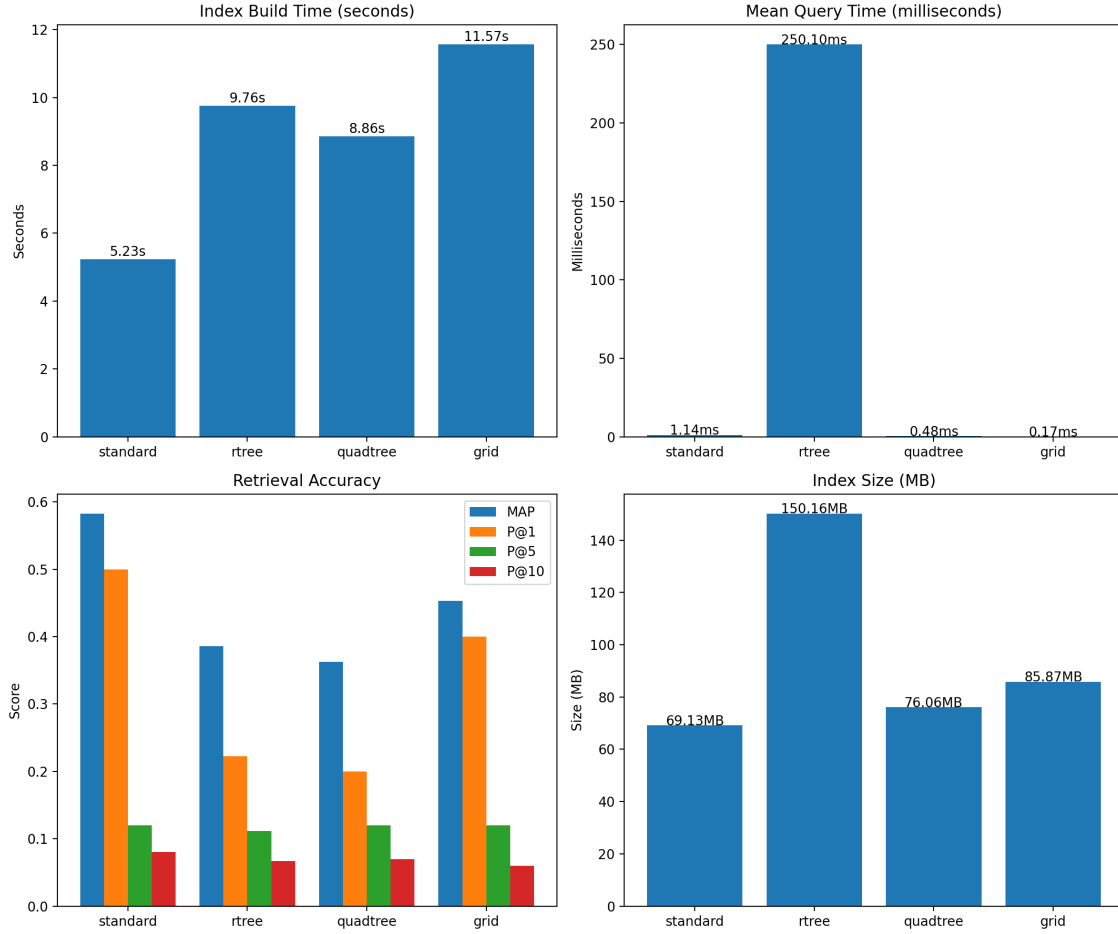 Index Build Time (seconds)
12
10
8
6
4
2
0
Seconds
5.23s
9.76s
8.86s
11.57s
standard
rtree
quadtree
grid
Mean Query Time (milliseconds)
250
200
150
100
50
0
Milliseconds
1.14ms
250.10ms
0.48ms
0.17ms
standard
rtree
quadtree
grid
Retrieval Accuracy
0.6
0.5
0.4
0.3
0.2
0.1
0.0
Score
MAP
P@1
P@5
P@10
standard
rtree
quadtree
grid
Index Size (MB)
140
120
100
80
60
40
20
0
Size (MB)
69.13MB
150.16MB
76.06MB
85.87MB
standard
rtree
quadtree
grid